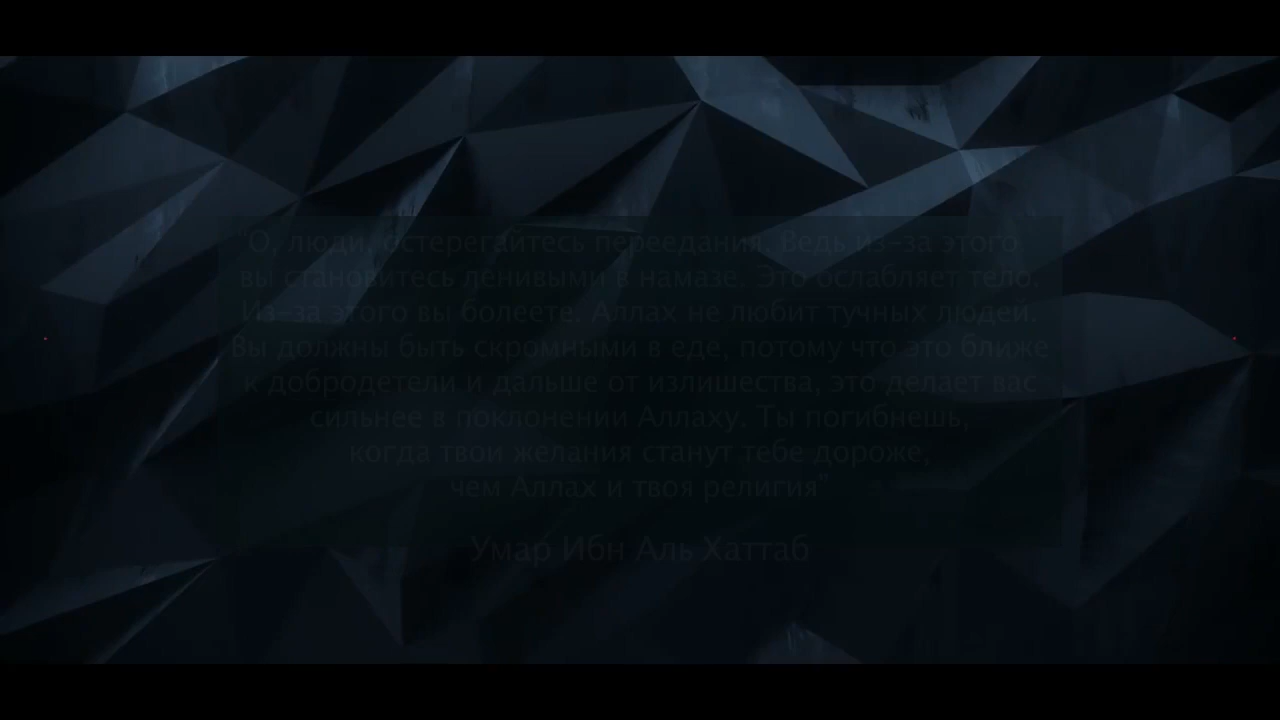 О, люди, остерегайтесь переедания. Ведь из-за этого
вы становитесь ленивыми в намазе. Это ослабляет тело.
Из-за этого вы болеете. Аллах не любит тучных людей.
Вы должны быть скромными в еде, потому что это ближе
к добродетели и дальше от излишества, это делает вас
сильнее в поклонении Аллаху. Ты погибнешь,
когда твои желания станут тебе дороже,
чем Аллах и твоя религия"
Умар Ибн Аль Хаттаб